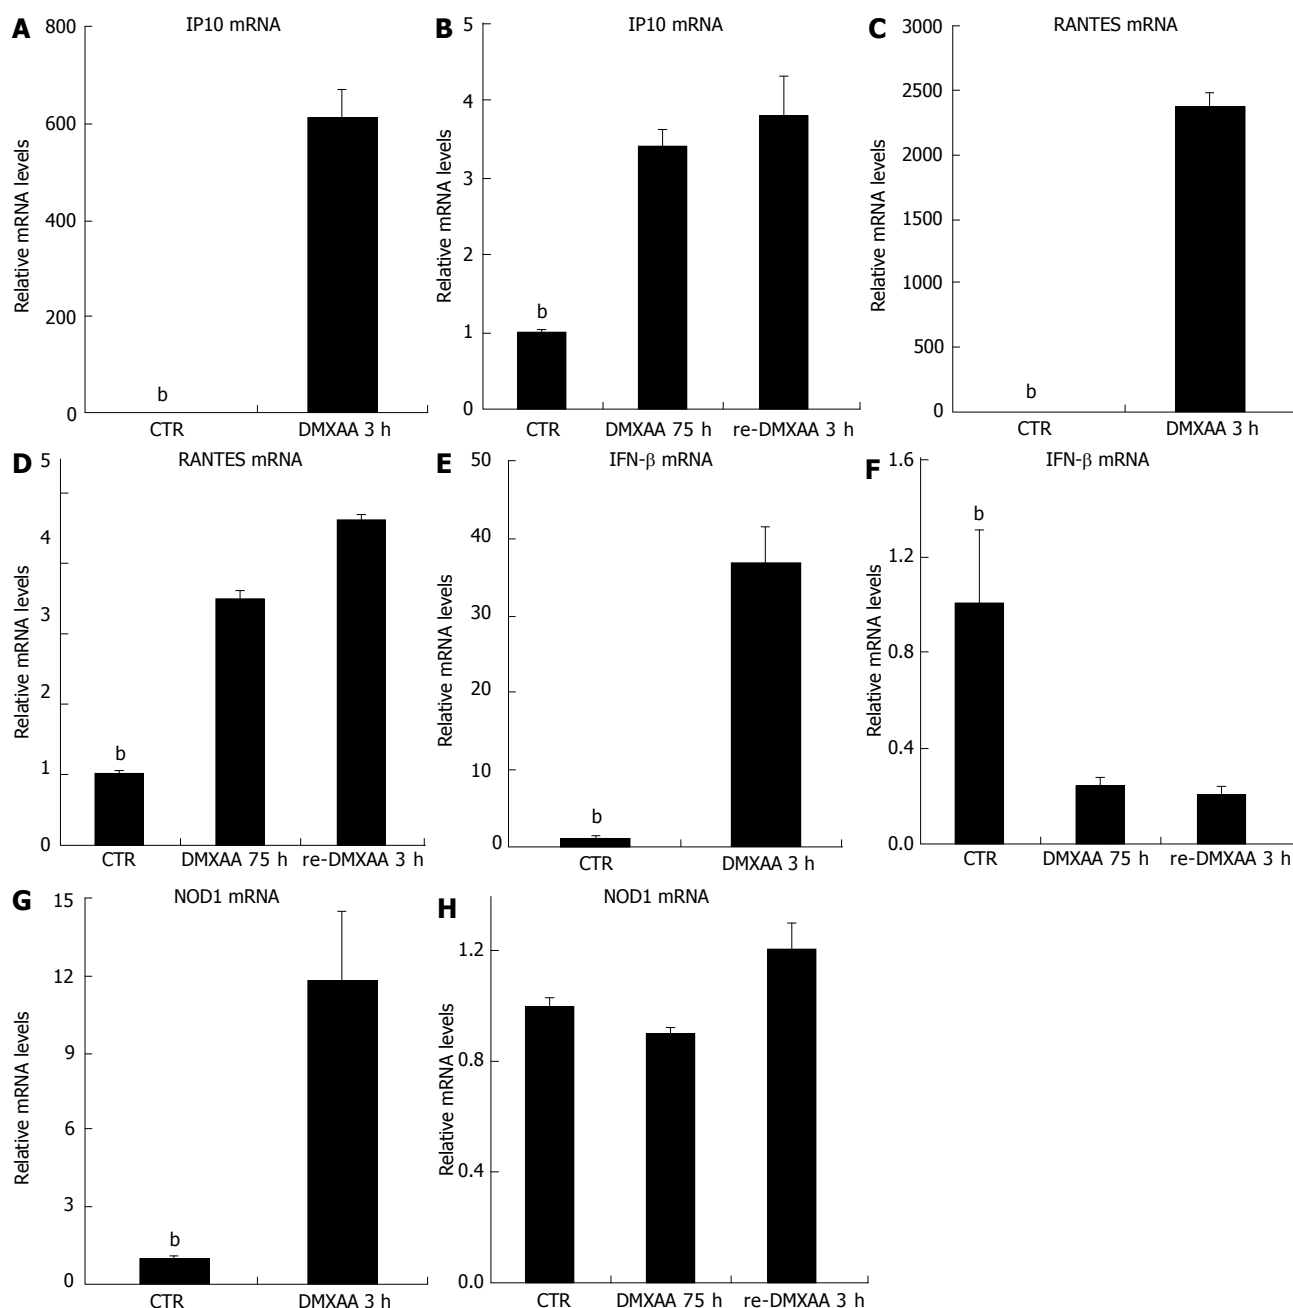 A
IP10 mRNA
Relative mRNA levels
800
600
400
200
0
b
CTR
DMXAA 3 h
B
IP10 mRNA
Relative mRNA levels
5
4
3
2
1
0
b
CTR
DMXAA 75 h
re-DMXAA 3 h
C
RANTES mRNA
Relative mRNA levels
3000
2500
2000
1500
1000
500
0
b
CTR
DMXAA 3 h
D
RANTES mRNA
Relative mRNA levels
5
4
3
2
1
0
b
CTR
DMXAA 75 h
re-DMXAA 3 h
E
IFN-β mRNA
Relative mRNA levels
50
40
30
20
10
0
b
CTR
DMXAA 3 h
F
IFN-β mRNA
Relative mRNA levels
1.6
1.2
0.8
0.4
0.0
b
CTR
DMXAA 75 h
re-DMXAA 3 h
G
NOD1 mRNA
Relative mRNA levels
15
12
9
6
3
0
b
CTR
DMXAA 3 h
H
NOD1 mRNA
Relative mRNA levels
1.2
0.8
0.4
0.0
CTR
DMXAA 75 h
re-DMXAA 3 h